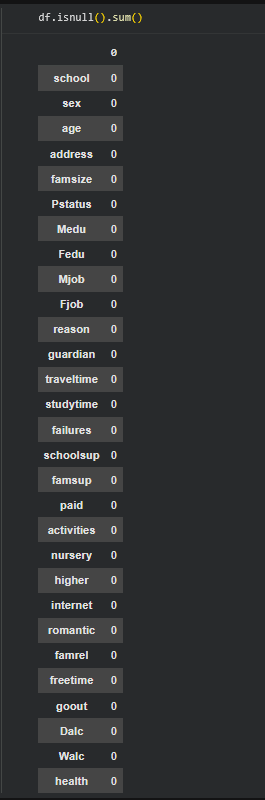 df.isnull().sum()
0
school 0
sex 0
age 0
address 0
famsize 0
Pstatus 0
Medu 0
Fedu 0
Mjob 0
Fjob 0
reason 0
guardian 0
traveltime 0
studytime 0
failures 0
schoolsup 0
famsup 0
paid 0
activities 0
nursery 0
higher 0
internet 0
romantic 0
famrel 0
freetime 0
goout 0
Dalc 0
Walc 0
health 0